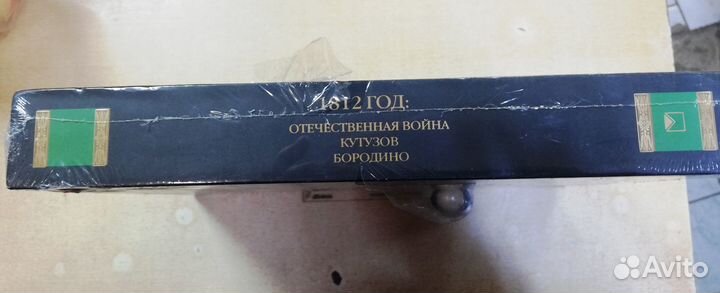 1812 ГОД:
ОТЕЧЕСТВЕННАЯ ВОЙНА
КУТУЗОВ
БОРОДИНО
Avito